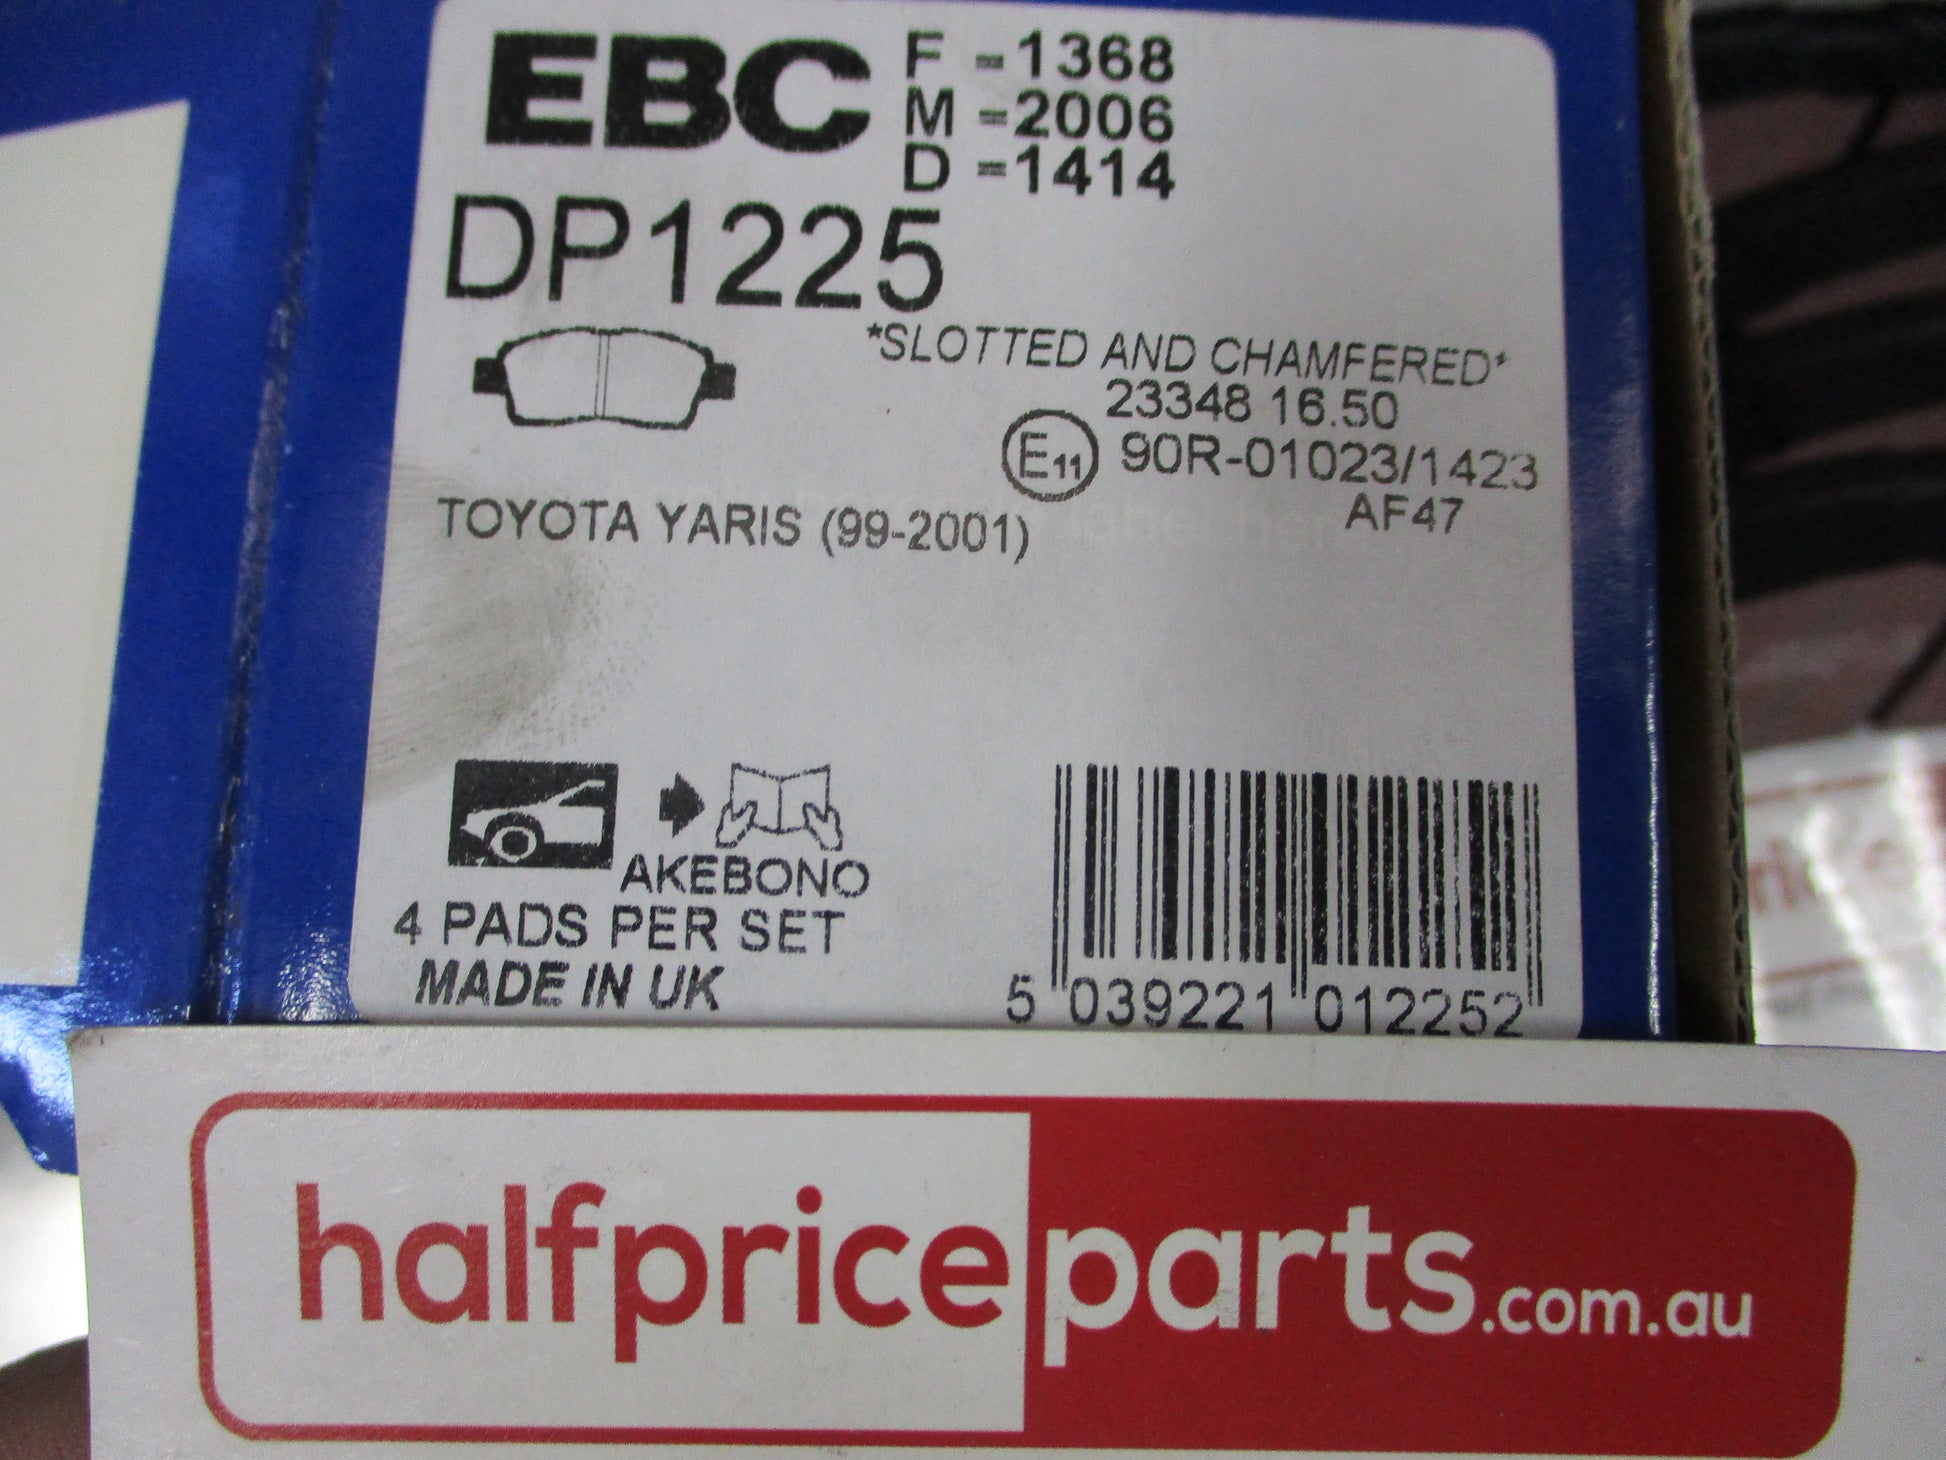 EBC
F =1368
M =2006
D =1414
DP1225
*SLOTTED AND CHAMFERED*
23348 16.50
E11 90R-01023/1423
AF47
TOYOTA YARIS (99-2001)
AKEBONO
4 PADS PER SET
MADE IN UK
5 039221 012252
halfpriceparts.com.au